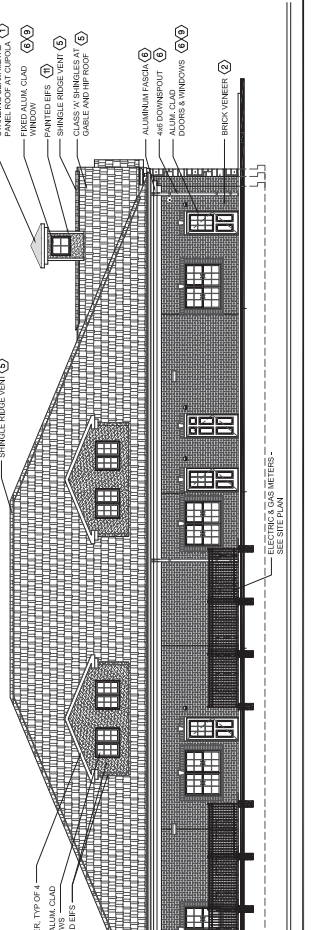 PANEL ROOF AT CUPOLA
FIXED ALUM. CLAD 6 9
WINDOW
PAINTED EIFS 11
SHINGLE RIDGE VENT 5
CLASS 'A' SHINGLES AT 5
GABLE AND HIP ROOF
ALUMINUM FASCIA 6
4x6 DOWNSPOUT 6
ALUM. CLAD 6 9
DOORS & WINDOWS
BRICK VENEER 2
SHINGLE RIDGE VENT 5
ELECTRIC & GAS METERS -
SEE SITE PLAN
ER, TYP OF 4
ALUM. CLAD
WS
D EIFS